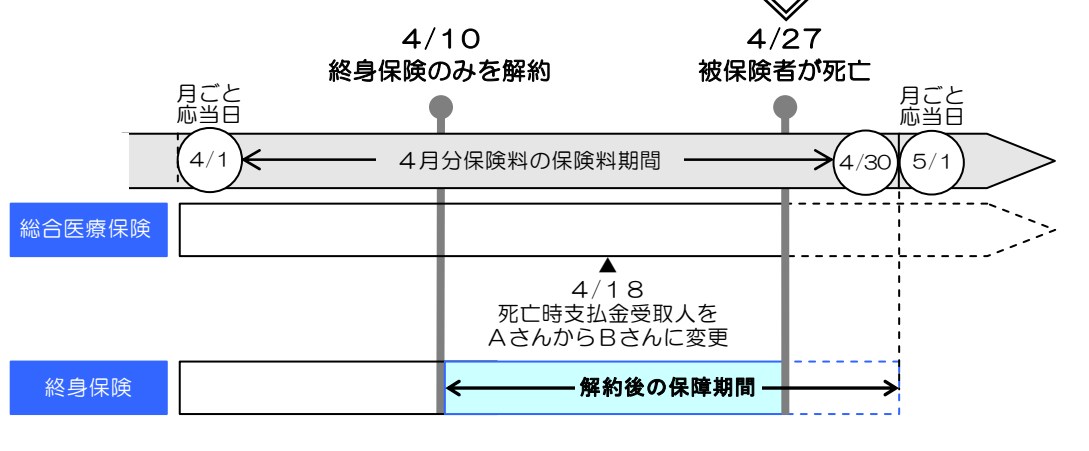 4/10
終身保険のみを解約
4/27
被保険者が死亡
月ごと
応当日
月ごと
応当日
4/1
4月分保険料の保険料期間
4/30
5/1
総合医療保険
▲
4/18
死亡時支払金受取人を
AさんからBさんに変更
終身保険
解約後の保障期間